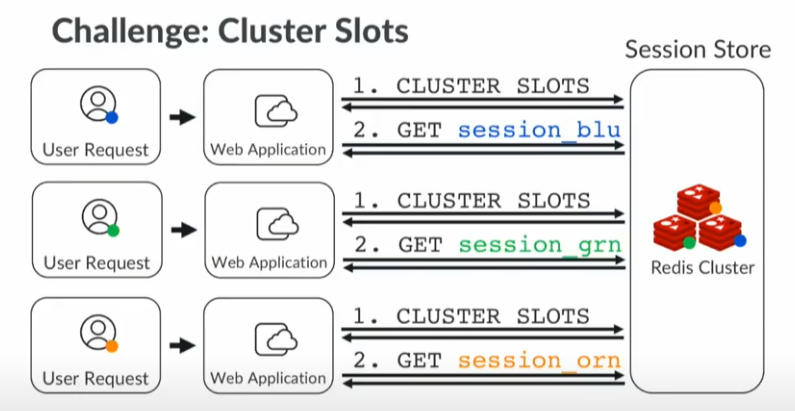 Challenge: Cluster Slots
Session Store
1. CLUSTER SLOTS
2. GET session_blu
User Request
Web Application
1. CLUSTER SLOTS
2. GET session_grn
User Request
Web Application
Redis Cluster
1. CLUSTER SLOTS
2. GET session_orn
User Request
Web Application